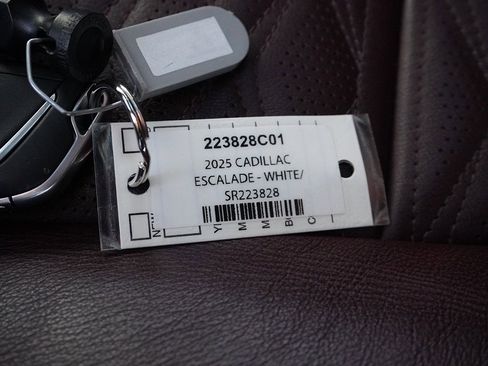 223828C01
2025 CADILLAC
ESCALADE - WHITE/
SR223828